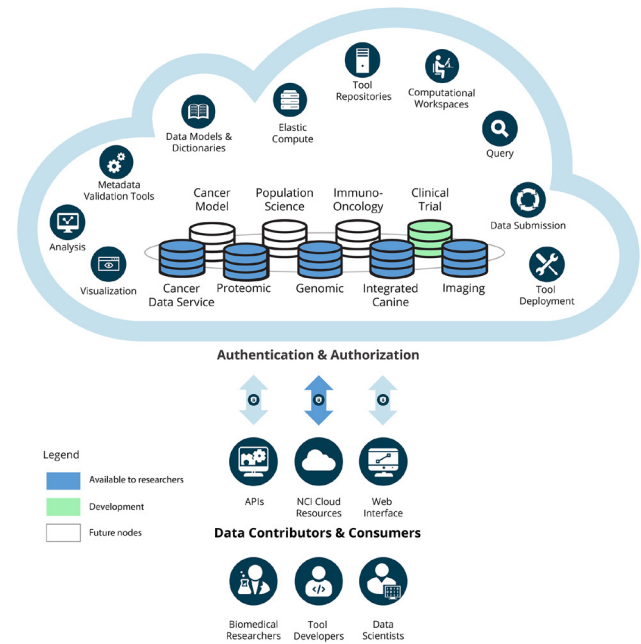 Tool
Repositories
Computational
Workspaces
Elastic
Compute
Data Models &
Dictionaries
Query
Metadata
Validation Tools
Cancer
Model
Population
Science
Immuno-
Oncology
Clinical
Trial
Data Submission
Analysis
Visualization
Cancer
Data Service
Proteomic
Genomic
Integrated
Canine
Imaging
Tool
Deployment
Authentication & Authorization
Legend
Available to researchers
Development
Future nodes
APIs
NCI Cloud
Resources
Web
Interface
Data Contributors & Consumers
Biomedical
Researchers
Tool
Developers
Data
Scientists